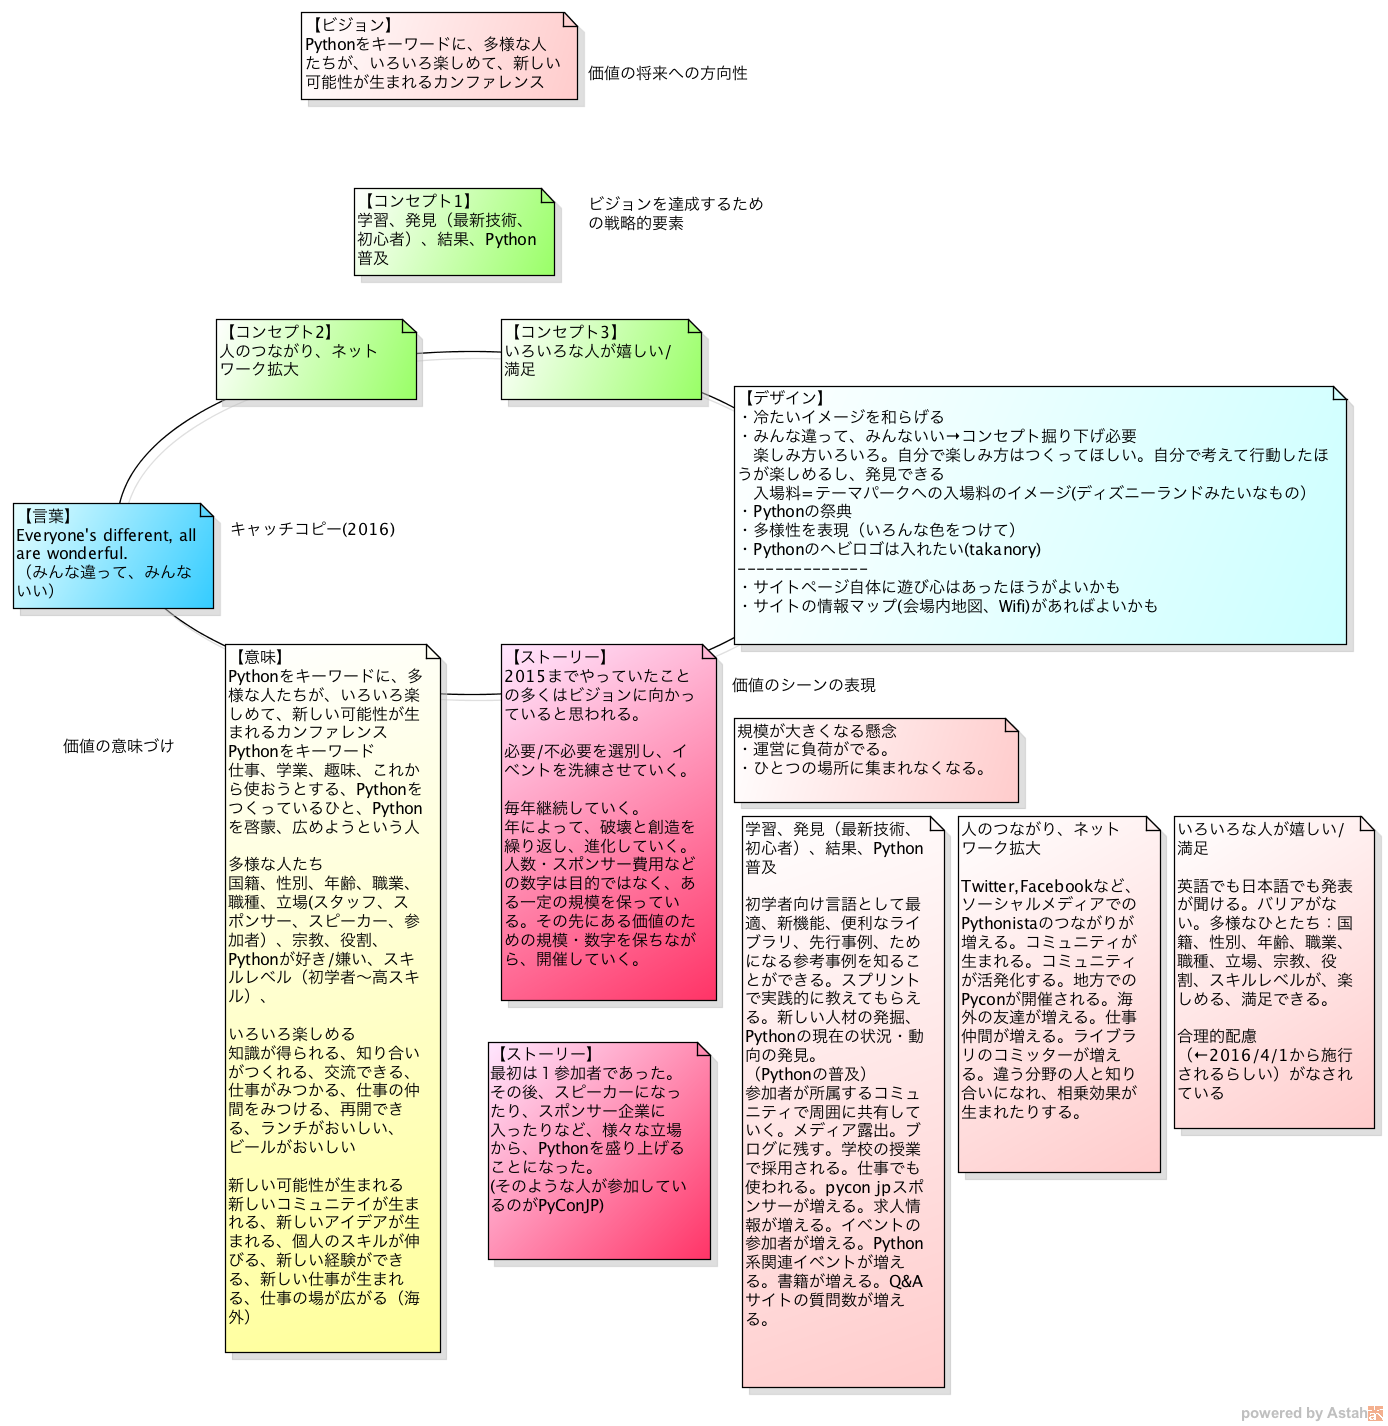 【ビジョン】
Pythonをキーワードに、多様な人
たちが、いろいろ楽しめて、新しい
可能性が生まれるカンファレンス
価値の将来への方向性
【コンセプト1】
学習、発見（最新技術、
初心者）、結果、Python
普及
ビジョンを達成するため
の戦略的要素
【コンセプト2】
人のつながり、ネット
ワーク拡大
【コンセプト3】
いろいろな人が嬉しい/
満足
【デザイン】
・冷たいイメージを和らげる
・みんな違って、みんないい→コンセプト掘り下げ必要
　楽しみ方いろいろ。自分で楽しみ方はつくってほしい。自分で考えて行動したほ
うが楽しめるし、発見できる
　入場料＝テーマパークへの入場料のイメージ(ディズニーランドみたいなもの）
・Pythonの祭典
・多様性を表現（いろんな色をつけて）
・Pythonのヘビロゴは入れたい(takanory)
--------------
・サイトページ自体に遊び心はあったほうがよいかも
・サイトの情報マップ(会場内地図、Wifi)があればよいかも
【言葉】
Everyone's different, all
are wonderful.
（みんな違って、みんな
いい）
キャッチコピー(2016)
【意味】
Pythonをキーワードに、多
様な人たちが、いろいろ楽
しめて、新しい可能性が生
まれるカンファレンス
Pythonをキーワード
仕事、学業、趣味、これか
ら使おうとする、Pythonを
つくっているひと、Python
を啓蒙、広めようという人
多様な人たち
国籍、性別、年齢、職業、
職種、立場(スタッフ、ス
ポンサー、スピーカー、参
加者）、宗教、役割、
Pythonが好き/嫌い、スキ
ルレベル（初学者〜高スキ
ル）、
いろいろ楽しめる
知識が得られる、知り合い
がつくれる、交流できる、
仕事がみつかる、仕事の仲
間をみつける、再開でき
る、ランチがおいしい、
ビールがおいしい
新しい可能性が生まれる
新しいコミュニテイが生ま
れる、新しいアイデアが生
まれる、個人のスキルが伸
びる、新しい経験ができ
る、新しい仕事が生まれ
る、仕事の場が広がる（海
外）
価値の意味づけ
【ストーリー】
2015までやっていたこと
の多くはビジョンに向かっ
ていると思われる。
必要/不必要を選別し、イ
ベントを洗練させていく。
毎年継続していく。
年によって、破壊と創造を
繰り返し、進化していく。
人数・スポンサー費用など
の数字は目的ではなく、あ
る一定の規模を保ってい
る。その先にある価値のた
めの規模・数字を保ちなが
ら、開催していく。
価値のシーンの表現
【ストーリー】
最初は１参加者であった。
その後、スピーカーになっ
たり、スポンサー企業に
入ったりなど、様々な立場
から、Pythonを盛り上げる
ことになった。
(そのような人が参加してい
るのがPyConJP)
規模が大きくなる懸念
・運営に負荷がでる。
・ひとつの場所に集まれなくなる。
学習、発見（最新技術、
初心者）、結果、Python
普及
初学者向け言語として最
適、新機能、便利なライ
ブラリ、先行事例、ため
になる参考事例を知るこ
とができる。スプリント
で実践的に教えてもらえ
る。新しい人材の発掘、
Pythonの現在の状況・動
向の発見。
（Pythonの普及）
参加者が所属するコミュ
ニティで周囲に共有して
いく。メディア露出。ブ
ログに残す。学校の授業
で採用される。仕事でも
使われる。pycon jpスポ
ンサーが増える。求人情
報が増える。イベントの
参加者が増える。Python
系関連イベントが増え
る。書籍が増える。Q&A
サイトの質問数が増え
る。
人のつながり、ネット
ワーク拡大
Twitter,Facebookなど、
ソーシャルメディアでの
Pythonistaのつながりが
増える。コミュニティが
生まれる。コミュニティ
が活発化する。地方での
Pyconが開催される。海
外の友達が増える。仕事
仲間が増える。ライブラ
リのコミッターが増え
る。違う分野の人と知り
合いになれ、相乗効果が
生まれたりする。
いろいろな人が嬉しい/
満足
英語でも日本語でも発表
が聞ける。バリアがな
い。多様なひとたち：国
籍、性別、年齢、職業、
職種、立場、宗教、役
割、スキルレベルが、楽
しめる、満足できる。
合理的配慮
（←2016/4/1から施行
されるらしい）がなされ
ている
powered by Astah